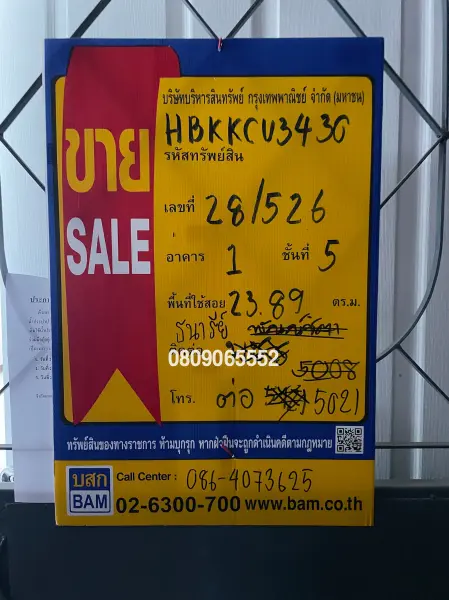 บริษัทบริหารสินทรัพย์ กรุงเทพพาณิชย์ จำกัด (มหาชน)
ขาย
SALE
HBKKCU3430
รหัสทรัพย์สิน
เลขที่ 28/526
อาคาร 1 ชั้นที่ 5
พื้นที่ใช้สอย 23.89 ตร.ม.
ธนารีย์
0809065552
5008
โทร. ต่อ 5021
ทรัพย์สินของทางราชการ ห้ามบุกรุก หากฝ่าฝืนจะถูกดำเนินคดีตามกฎหมาย
บสก
BAM
Call Center : 086-4073625
02-6300-700 www.bam.co.th